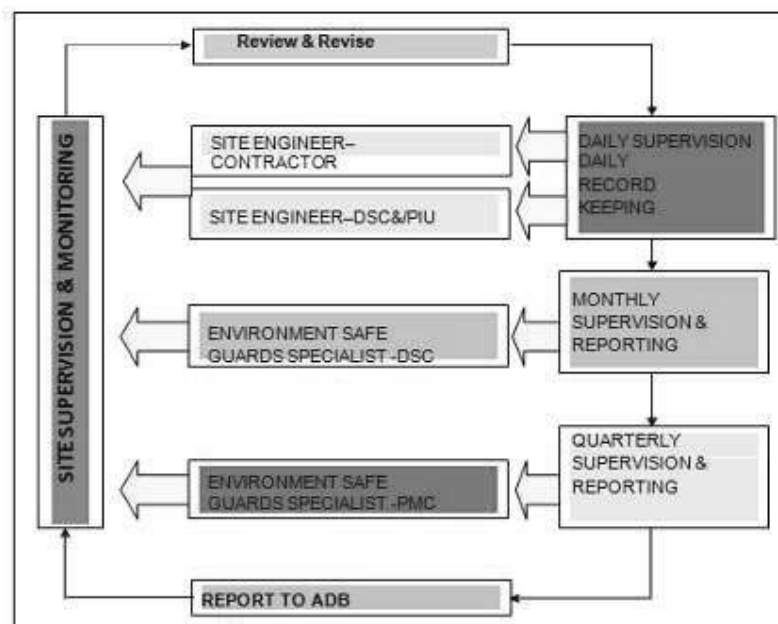 Review & Revise
SITE SUPERVISION & MONITORING
SITE ENGINEER–
CONTRACTOR
DAILY SUPERVISION
DAILY
RECORD
KEEPING
SITE ENGINEER–DSC&/PIU
ENVIRONMENT SAFE
GUARDS SPECIALIST -DSC
MONTHLY
SUPERVISION &
REPORTING
ENVIRONMENT SAFE
GUARDS SPECIALIST -PMC
QUARTERLY
SUPERVISION &
REPORTING
REPORT TO ADB